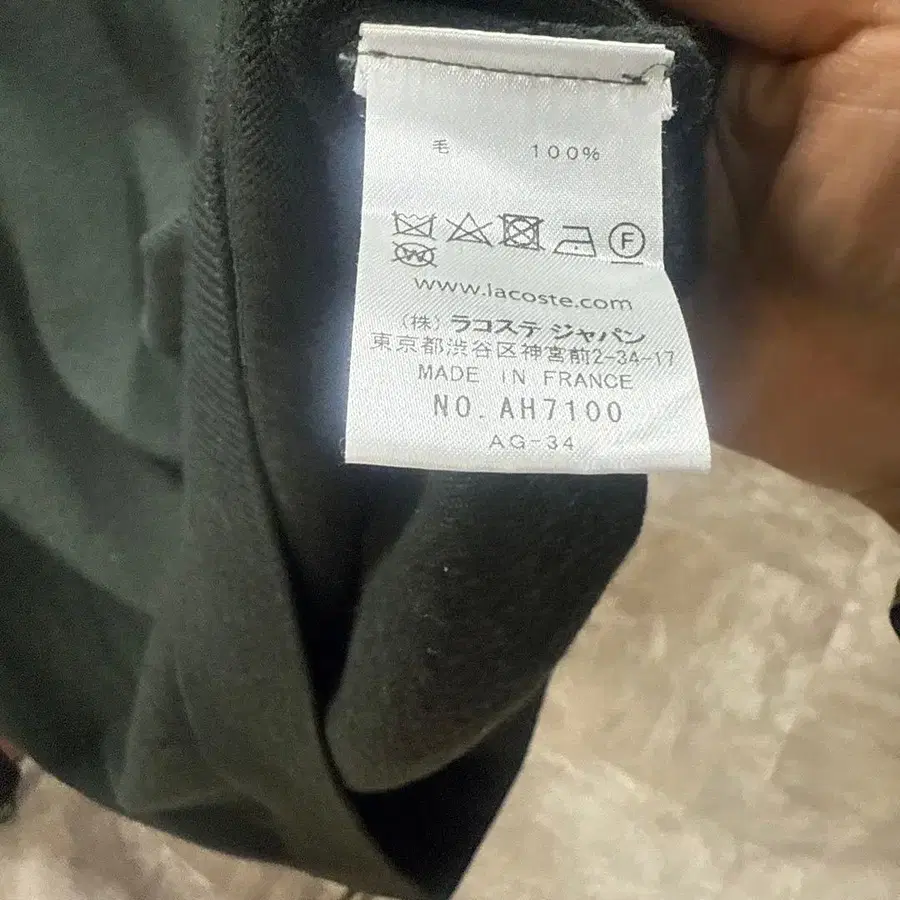 毛 100%
F
W
www.lacoste.com
(株) ラコステ ジャパン
東京都渋谷区神宮前2-34-17
MADE IN FRANCE
NO. AH7100
AG-34